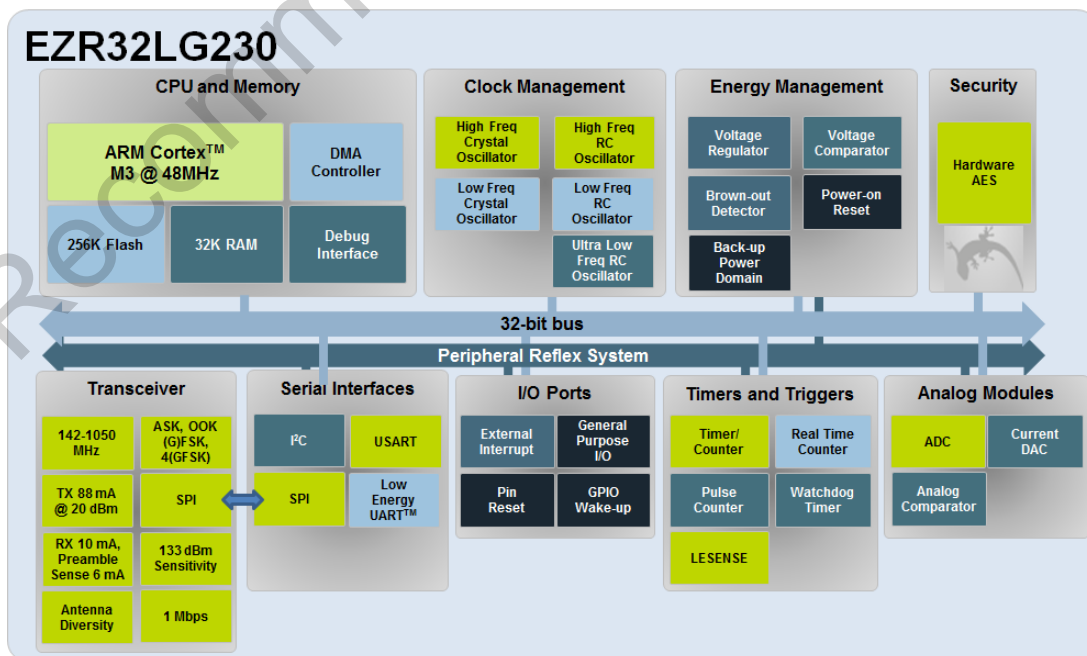 EZR32LG230
CPU and Memory
ARM Cortex™
M3 @ 48MHz
DMA
Controller
256K Flash
32K RAM
Debug
Interface
Clock Management
High Freq
Crystal
Oscillator
High Freq
RC
Oscillator
Low Freq
Crystal
Oscillator
Low Freq
RC
Oscillator
Ultra Low
Freq RC
Oscillator
Energy Management
Voltage
Regulator
Voltage
Comparator
Brown-out
Detector
Power-on
Reset
Back-up
Power
Domain
Security
Hardware
AES
32-bit bus
Peripheral Reflex System
Transceiver
142-1050
MHz
ASK, OOK
(G)FSK,
4(GFSK)
TX 88 mA
@ 20 dBm
SPI
RX 10 mA,
Preamble
Sense 6 mA
133 dBm
Sensitivity
Antenna
Diversity
1 Mbps
Serial Interfaces
I²C
USART
SPI
Low
Energy
UART™
I/O Ports
External
Interrupt
General
Purpose
I/O
Pin
Reset
GPIO
Wake-up
Timers and Triggers
Timer/
Counter
Real Time
Counter
Pulse
Counter
Watchdog
Timer
LESENSE
Analog Modules
ADC
Current
DAC
Analog
Comparator
Recomm